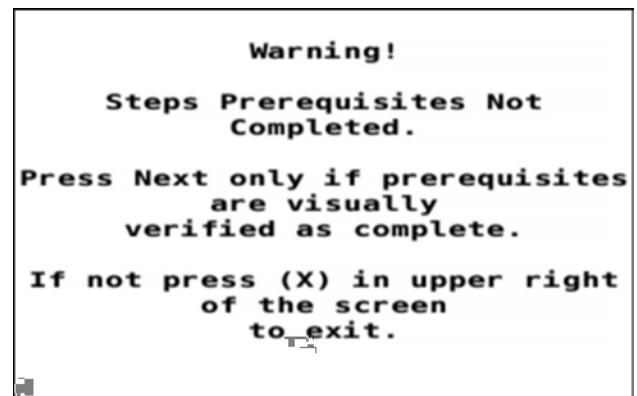 Warning!
Steps Prerequisites Not
Completed.
Press Next only if prerequisites
are visually
verified as complete.
If not press (X) in upper right
of the screen
to exit.